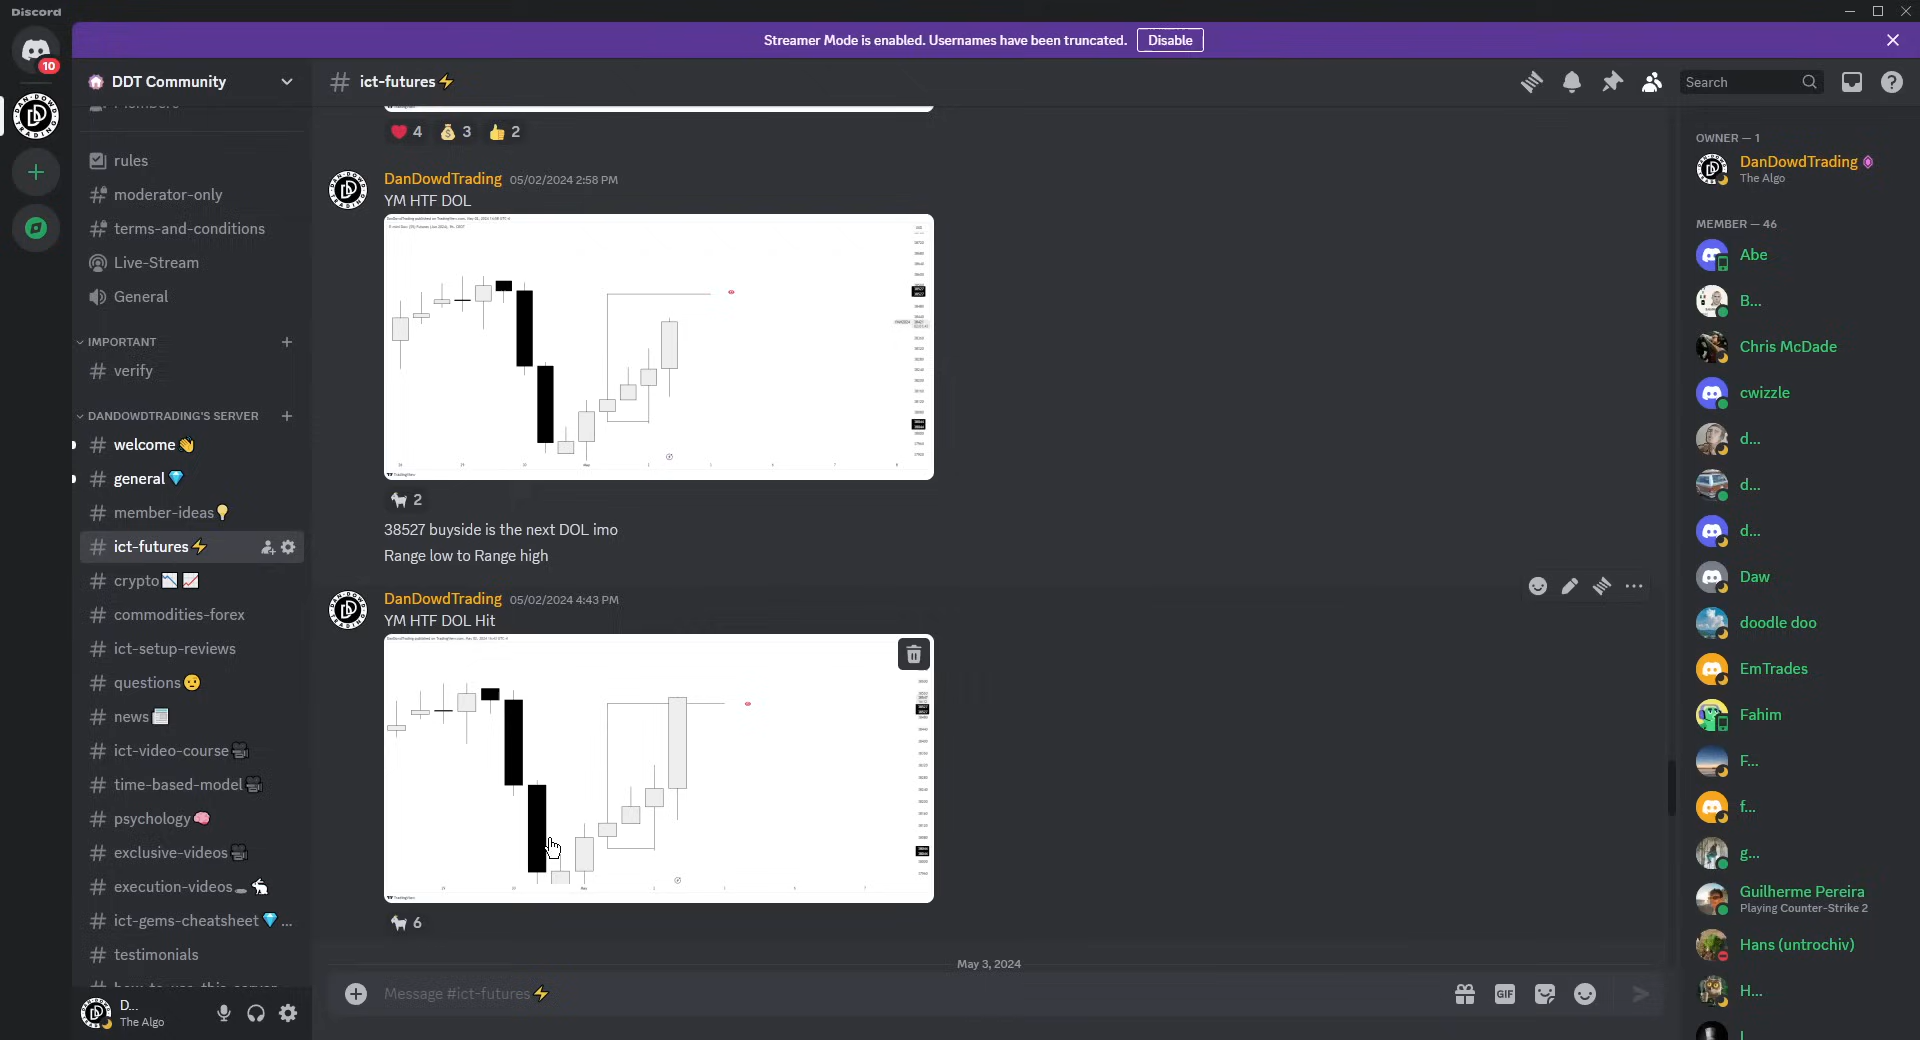 Discord
Streamer Mode is enabled. Usernames have been truncated.
Disable
10
DDT Community
rules
moderator-only
terms-and-conditions
Live-Stream
General
IMPORTANT
verify
DANDOWDTRADING'S SERVER
welcome👋
general💎
member-ideas💡
ict-futures⚡
crypto📉📈
commodities-forex
ict-setup-reviews
questions😉
news📰
ict-video-course🎥
time-based-model🎥
psychology🧠
exclusive-videos🎥
execution-videos🕳🐇
ict-gems-cheatsheet💎...
testimonials
D...
The Algo
ict-futures⚡
Search
❤️ 4 💰 3 👍 2
DanDowdTrading 05/02/2024 2:58 PM
YM HTF DOL
TradingView
🐐 2
38527 buyside is the next DOL imo
Range low to Range high
DanDowdTrading 05/02/2024 4:43 PM
YM HTF DOL Hit
TradingView
🐐 6
May 3, 2024
Message #ict-futures⚡
GIF
OWNER — 1
DanDowdTrading
The Algo
MEMBER — 46
Abe
B...
Chris McDade
cwizzle
d...
d...
d...
Daw
doodle doo
EmTrades
Fahim
F...
f...
g...
Guilherme Pereira
Playing Counter-Strike 2
Hans (untrochiv)
H...